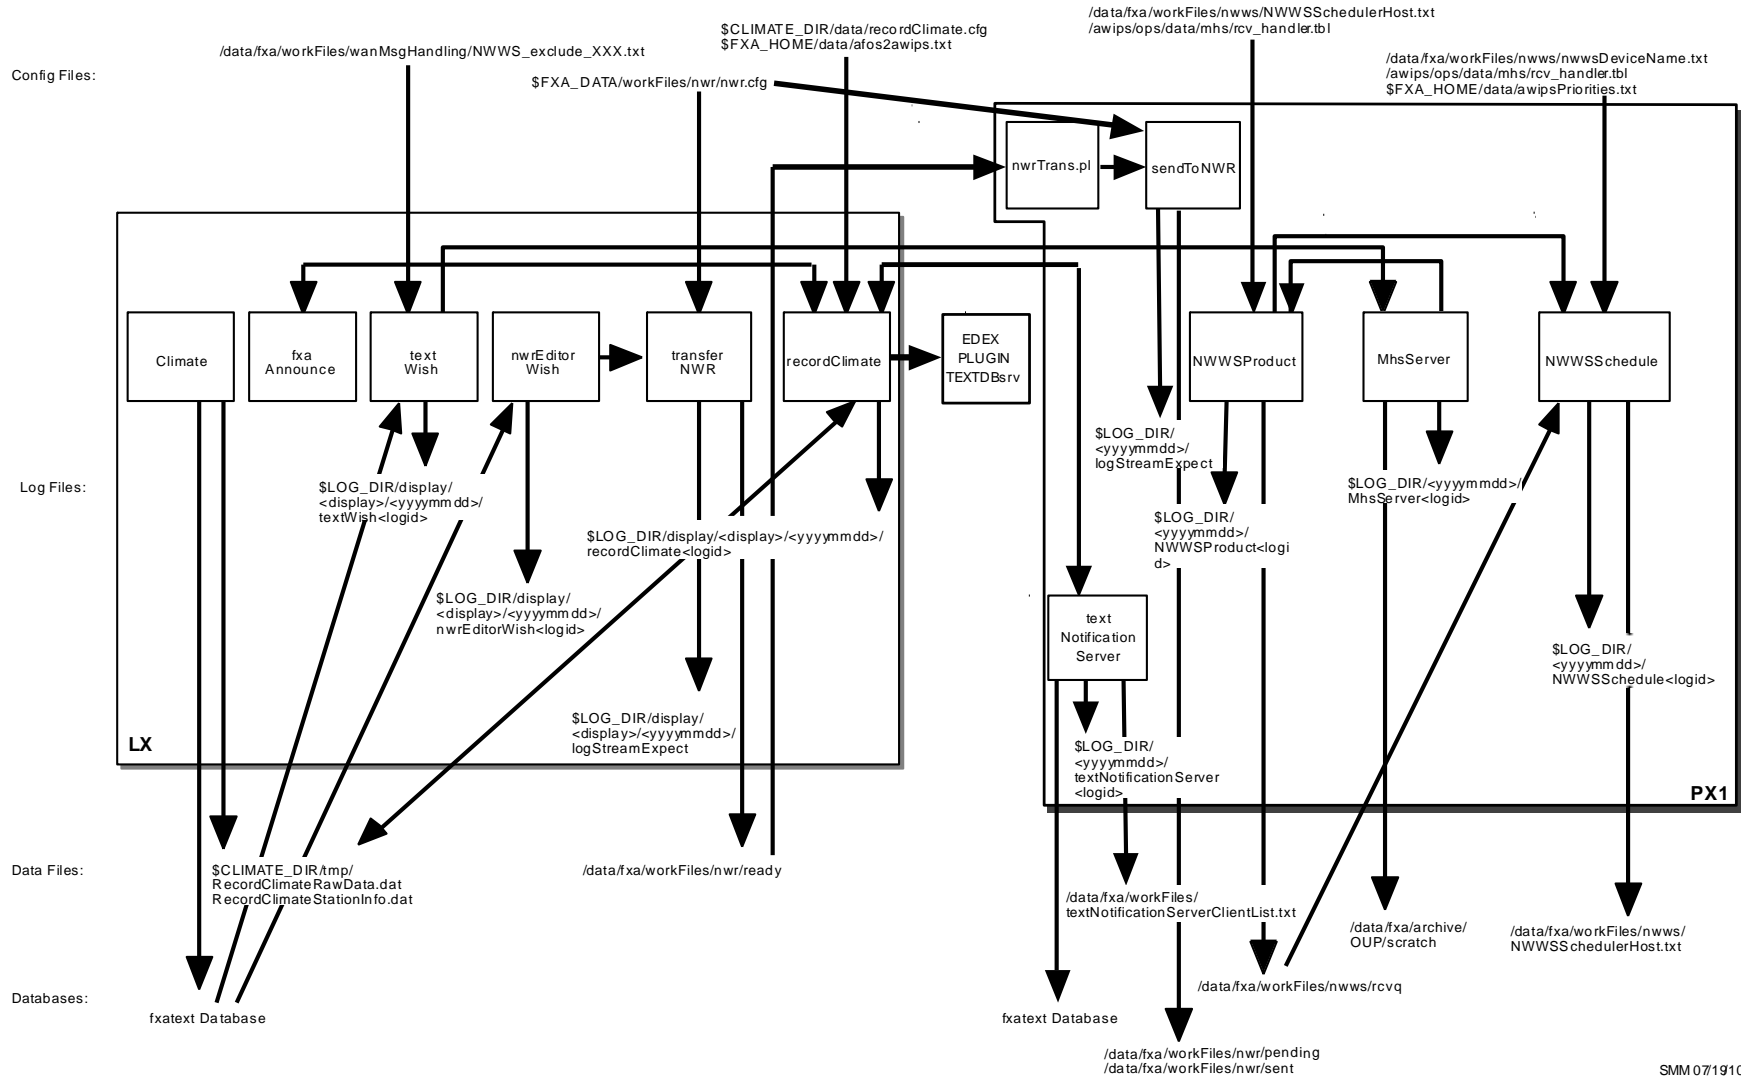 /data/fxa/workFiles/nwws/NWWSSchedulerHost.txt
/awips/ops/data/mhs/rcv_handler.tbl
$CLIMATE_DIR/data/recordClimate.cfg
$FXA_HOME/data/afos2awips.txt
/data/fxa/workFiles/wanMsgHandling/NWWS_exclude_XXX.txt
/data/fxa/workFiles/nwws/nwwsDeviceName.txt
/awips/ops/data/mhs/rcv_handler.tbl
$FXA_HOME/data/awipsPriorities.txt
Config Files:
$FXA_DATA/workFiles/nwr/nwr.cfg
nwrTrans.pl
sendToNWR
Climate
fxa
Announce
text
Wish
nwrEditor
Wish
transfer
NWR
recordClimate
EDEX
PLUGIN
TEXTDBsrv
NWWSProduct
MhsServer
NWWSSchedule
$LOG_DIR/
<yyyymmdd>/
logStreamExpect
Log Files:
$LOG_DIR/display/
<display>/<yyyymmdd>/
textWish<logid>
$LOG_DIR/<yyyymmdd>/
MhsServer<logid>
$LOG_DIR/
<yyyymmdd>/
NWWSProduct<logi
d>
$LOG_DIR/display/<display>/<yyyymmdd>/
recordClimate<logid>
$LOG_DIR/display/
<display>/<yyyymmdd>/
nwrEditorWish<logid>
text
Notification
Server
$LOG_DIR/
<yyyymmdd>/
NWWSSchedule<logid>
$LOG_DIR/display/
<display>/<yyyymmdd>/
logStreamExpect
LX
$LOG_DIR/
<yyyymmdd>/
textNotificationServer
<logid>
PX1
Data Files:
$CLIMATE_DIR/tmp/
RecordClimateRawData.dat
RecordClimateStationInfo.dat
/data/fxa/workFiles/nwr/ready
/data/fxa/workFiles/
textNotificationServerClientList.txt
/data/fxa/archive/
OUP/scratch
/data/fxa/workFiles/nwws/
NWWSSchedulerHost.txt
/data/fxa/workFiles/nwws/rcvq
Databases:
fxatext Database
fxatext Database
/data/fxa/workFiles/nwr/pending
/data/fxa/workFiles/nwr/sent
SMM 07/19/10